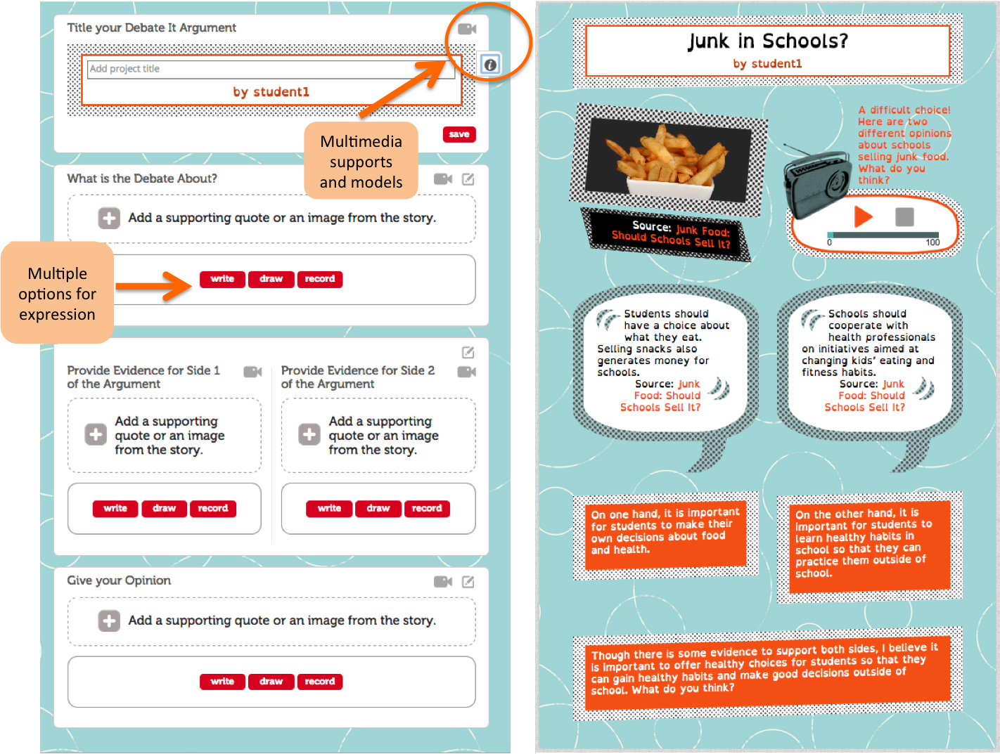 Title your Debate It Argument
Add project title
by student1
save
Multimedia
supports
and models
What is the Debate About?
Add a supporting quote or an image from the story.
Multiple
options for
expression
write draw record
Provide Evidence for Side 1
of the Argument
Add a supporting
quote or an image
from the story.
write draw record
Provide Evidence for Side 2
of the Argument
Add a supporting
quote or an image
from the story.
write draw record
Give your Opinion
Add a supporting quote or an image from the story.
write draw record
Junk in Schools?
by student1
Source: Junk Food:
Should Schools Sell It?
A difficult choice!
Here are two
different opinions
about schools
selling junk food.
What do you
think?
0 100
Students should
have a choice about
what they eat.
Selling snacks also
generates money for
schools.
Source: Junk
Food: Should
Schools Sell It?
Schools should
cooperate with
health professionals
on initiatives aimed at
changing kids' eating and
fitness habits.
Source: Junk
Food: Should
Schools Sell It?
On one hand, it is important
for students to make their
own decisions about food
and health.
On the other hand, it is
important for students to
learn healthy habits in
school so that they can
practice them outside of
school.
Though there is some evidence to support both sides, I believe it
is important to offer healthy choices for students so that they
can gain healthy habits and make good decisions outside of
school. What do you think?